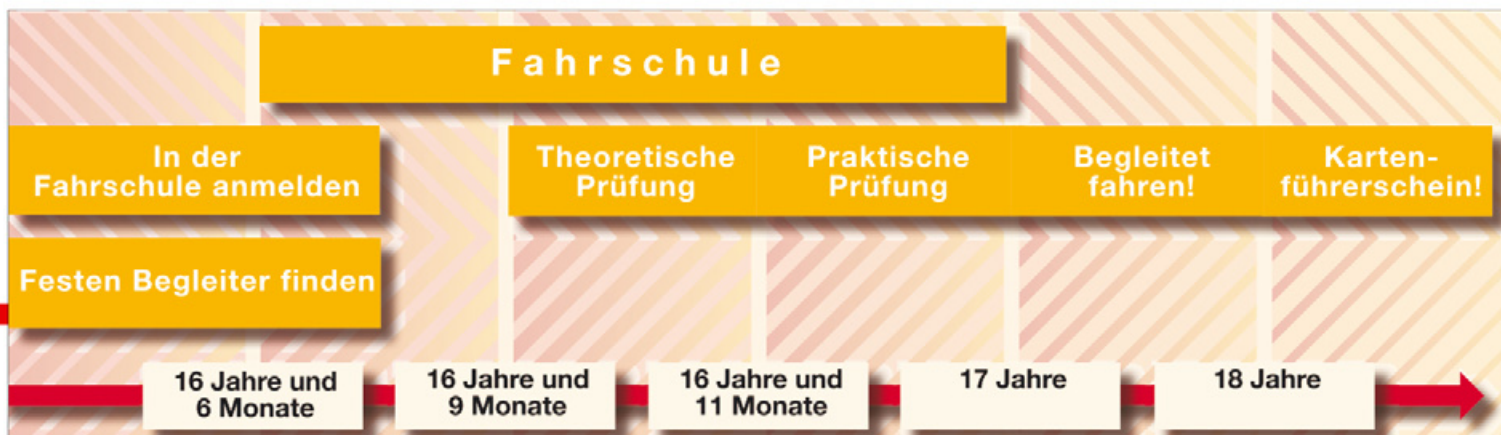 Fahrschule
In der
Fahrschule anmelden
Theoretische
Prüfung
Praktische
Prüfung
Begleitet
fahren!
Karten-
führerschein!
Festen Begleiter finden
16 Jahre und
6 Monate
16 Jahre und
9 Monate
16 Jahre und
11 Monate
17 Jahre
18 Jahre